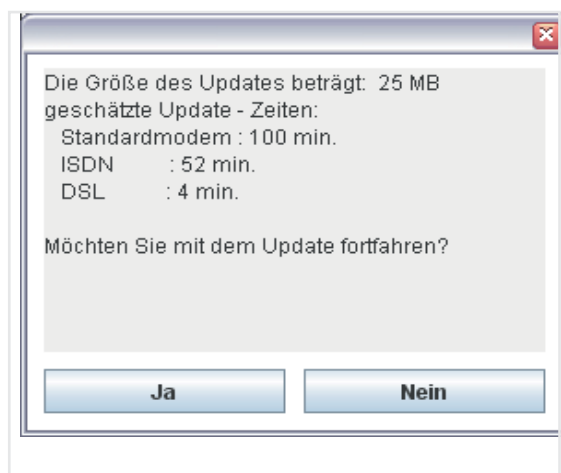 Die Größe des Updates beträgt: 25 MB
geschätzte Update - Zeiten:
Standardmodem : 100 min.
ISDN : 52 min.
DSL : 4 min.
Möchten Sie mit dem Update fortfahren?
Ja Nein